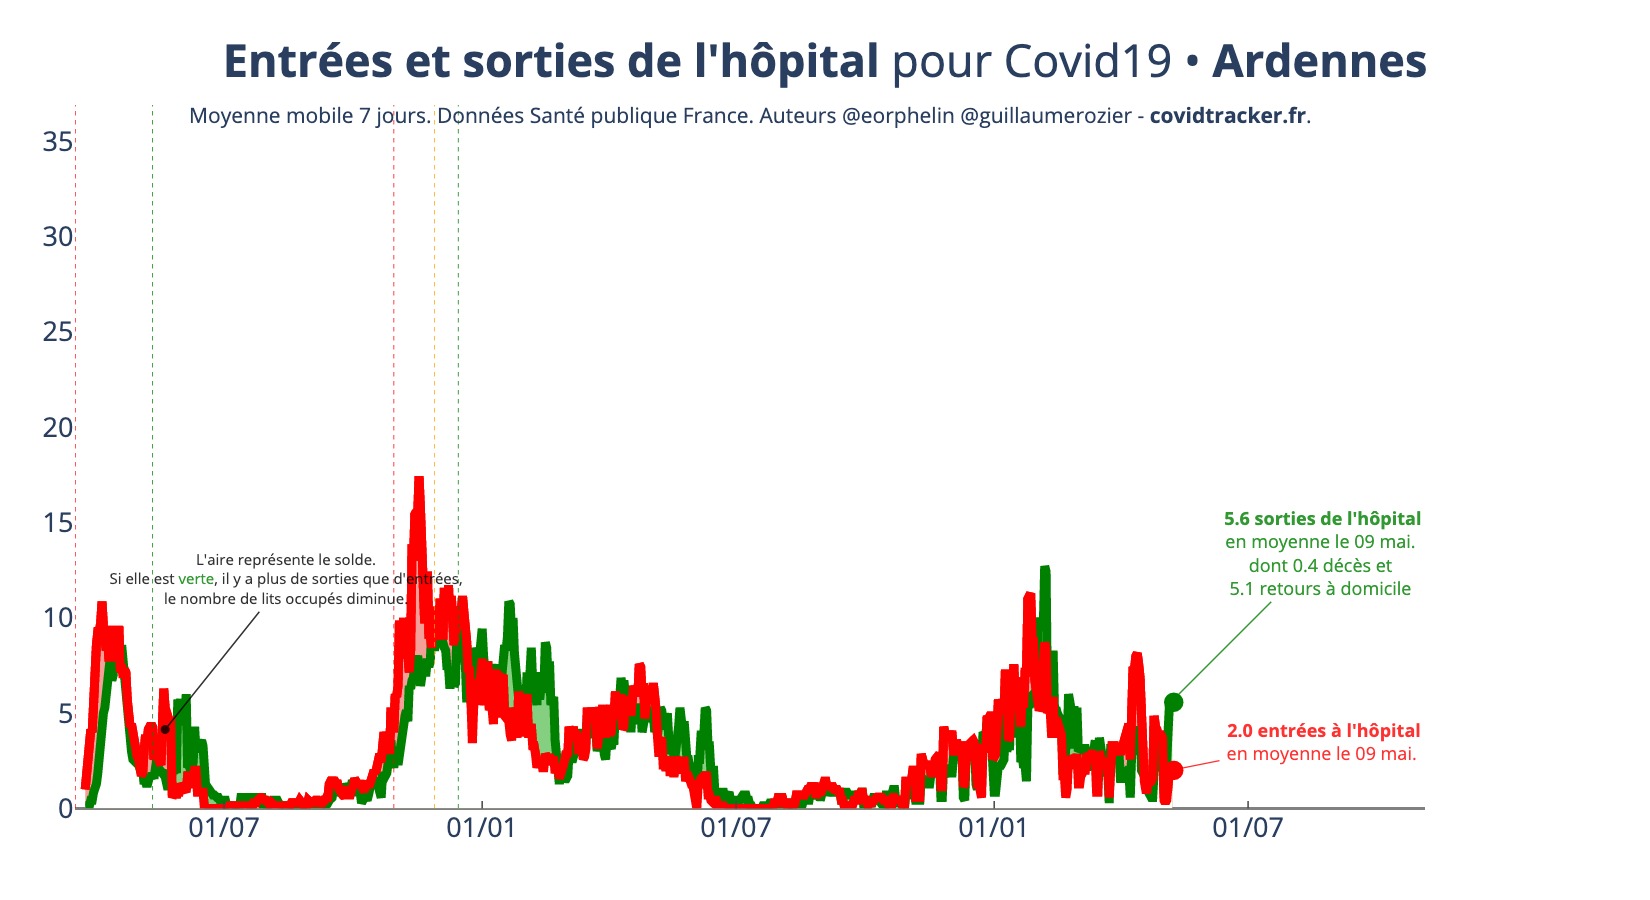 Entrées et sorties de l'hôpital pour Covid19 • Ardennes
Moyenne mobile 7 jours. Données Santé publique France. Auteurs @eorphelin @guillaumerozier - covidtracker.fr.
35
30
25
20
15
10
5
0
L'aire représente le solde.
Si elle est verte, il y a plus de sorties que d'entrées,
le nombre de lits occupés diminue.
5.6 sorties de l'hôpital
en moyenne le 09 mai.
dont 0.4 décès et
5.1 retours à domicile
2.0 entrées à l'hôpital
en moyenne le 09 mai.
01/07
01/01
01/07
01/01
01/07